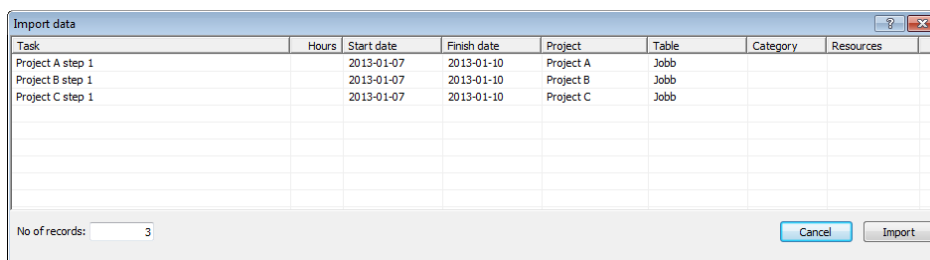 Import data ?
Task Hours Start date Finish date Project Table Category Resources
Project A step 1 2013-01-07 2013-01-10 Project A Jobb
Project B step 1 2013-01-07 2013-01-10 Project B Jobb
Project C step 1 2013-01-07 2013-01-10 Project C Jobb
No of records: 3 Cancel Import